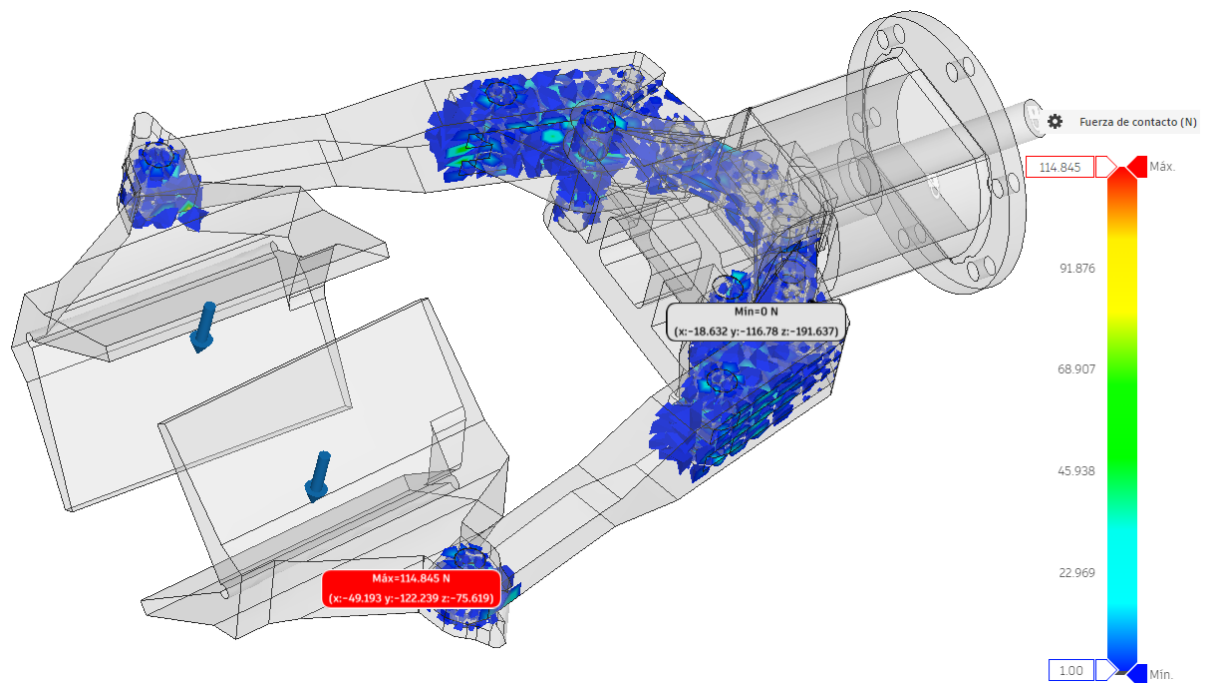 Fuerza de contacto (N)
114.845
Máx.
91.876
68.907
45.938
22.969
1.00
Mín.
Mín=0 N
(x:-18.632 y:-116.78 z:-191.637)
Máx=114.845 N
(x:-49.193 y:-122.239 z:-75.619)